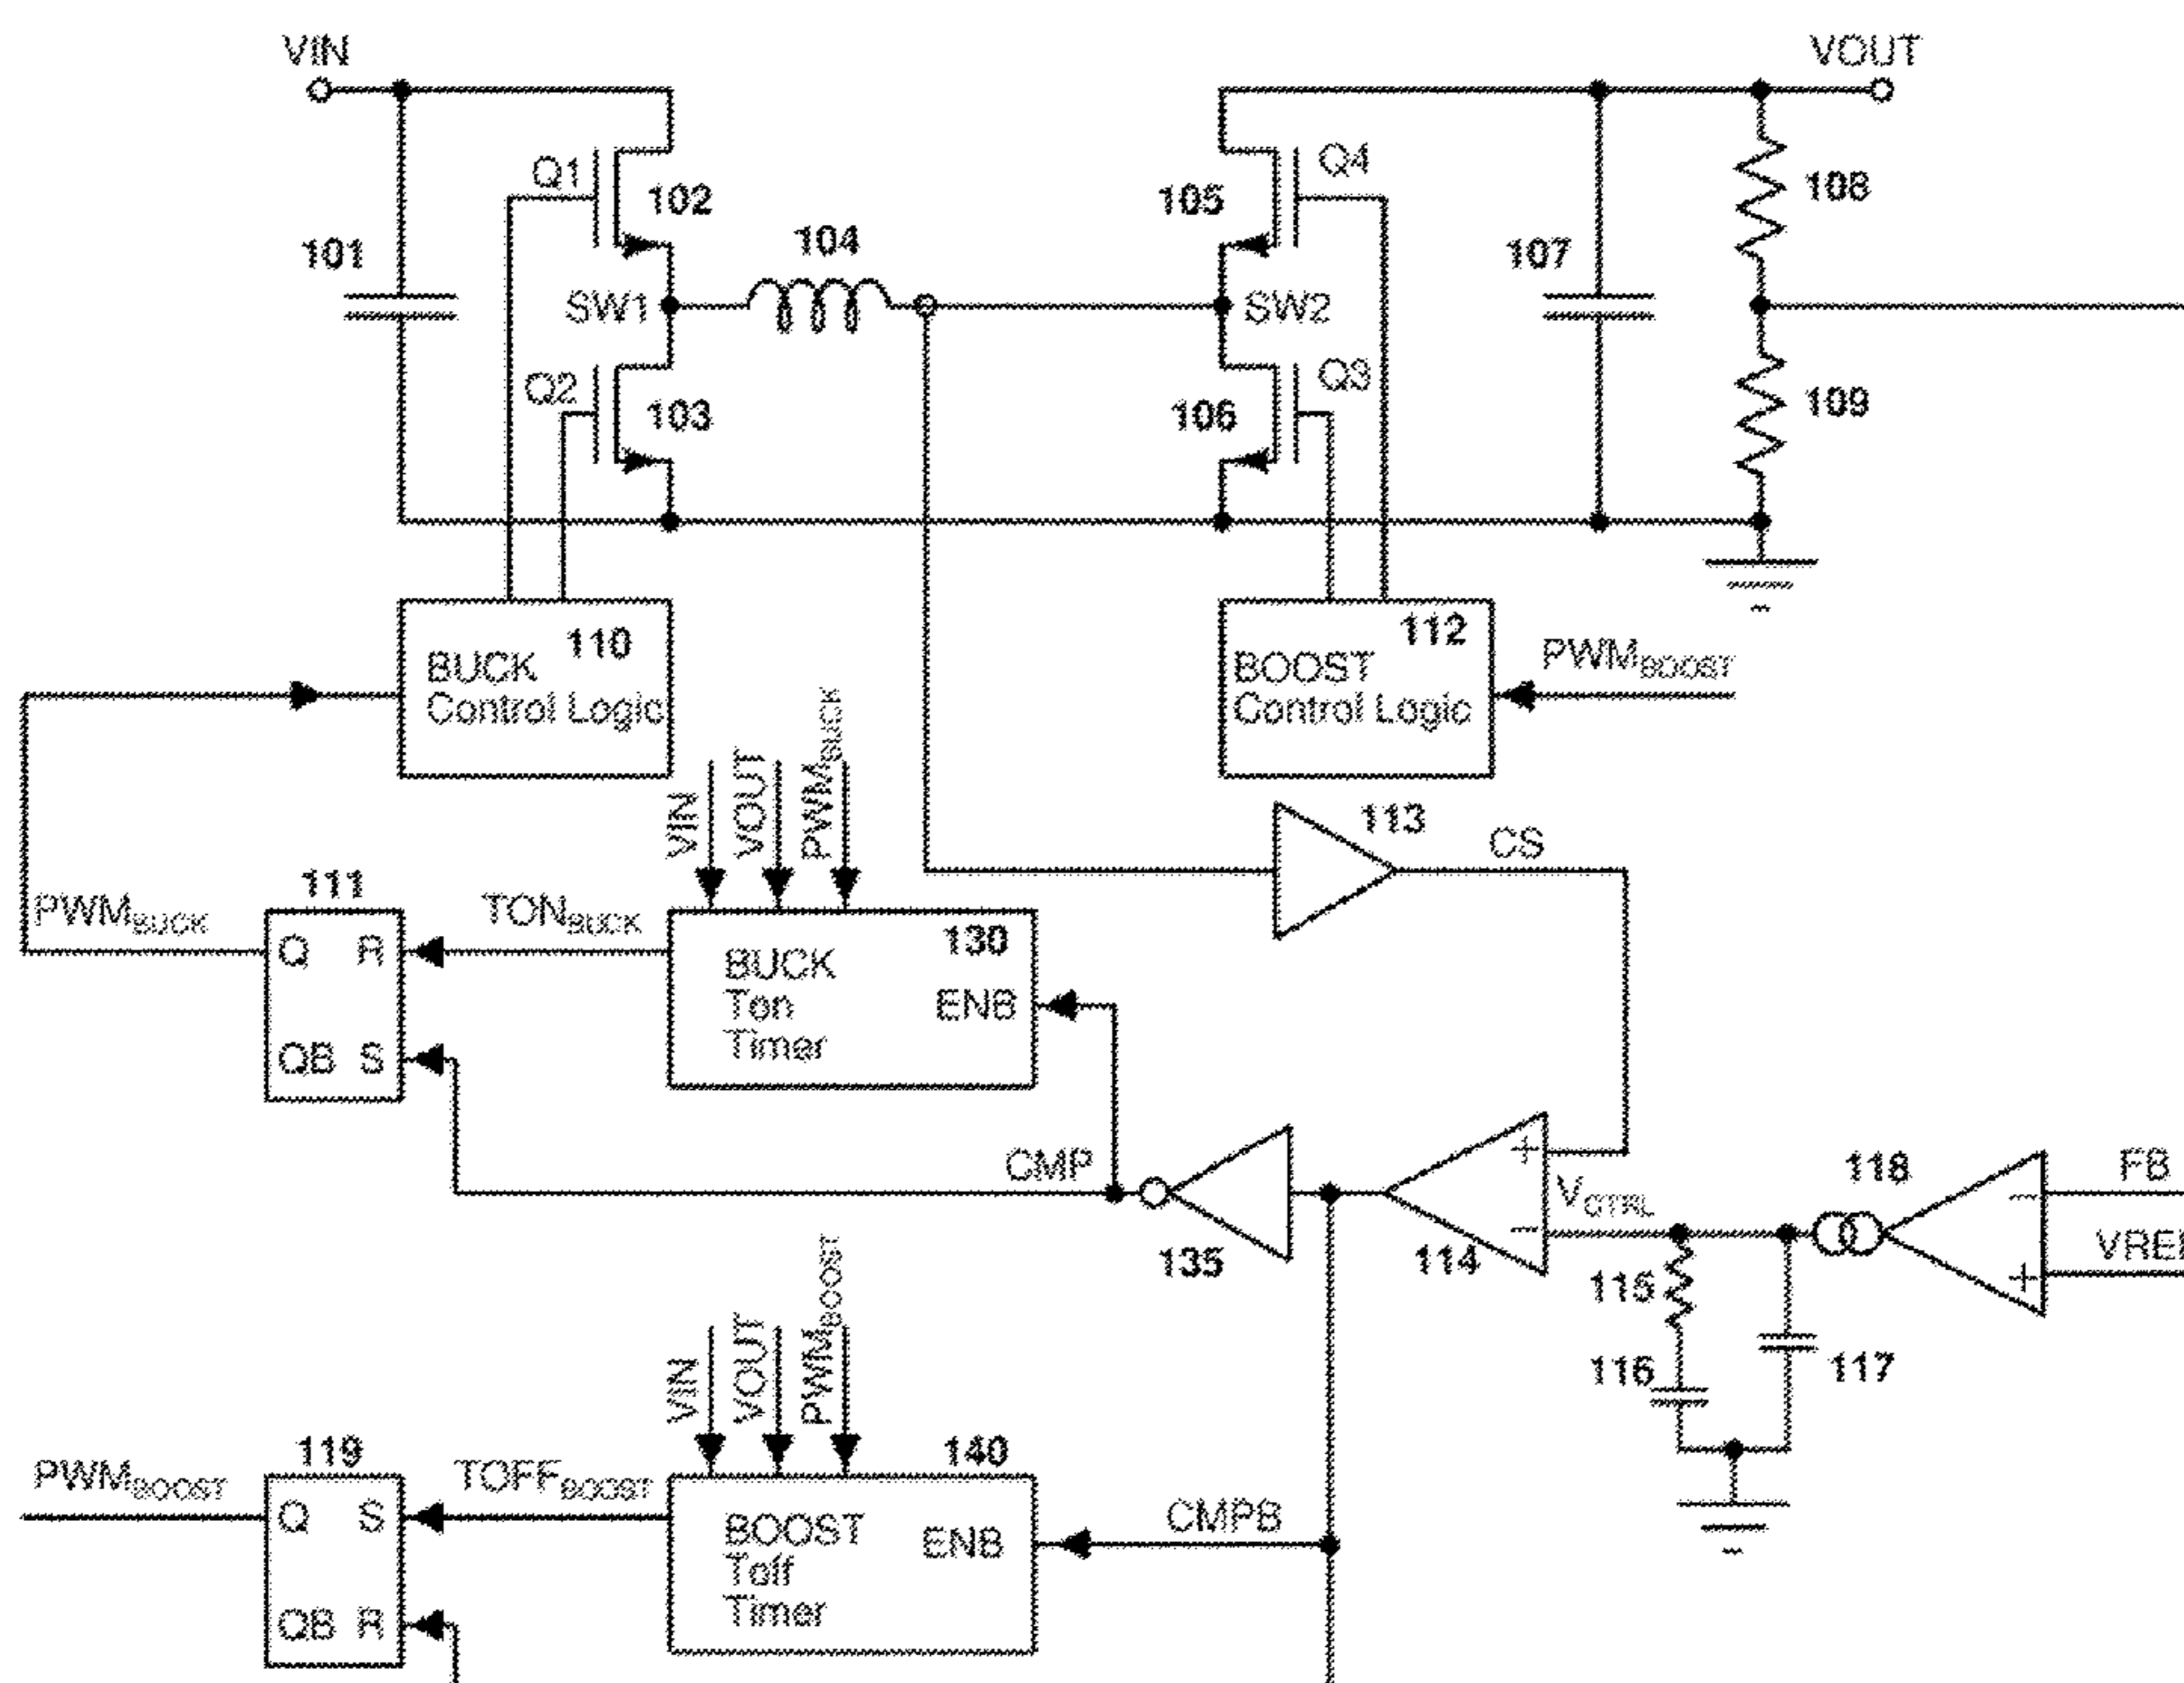 VIN
VOUT
Q1
102
Q4
105
108
101
104
107
SW1
SW2
Q2
103
Q3
106
109
110
BUCK
Control Logic
112
BOOST
Control Logic
PWMBOOST
VIN
VOUT
PWMBUCK
113
CS
PWMBUCK
111
Q R
QB S
TONBUCK
130
BUCK
Ton
Timer
ENB
CMP
135
+
−
114
VCTRL
118
−
+
FB
115
116
117
VIN
VOUT
PWMBOOST
PWMBOOST
119
Q S
QB R
TOFFBOOST
140
BOOST
Toff
Timer
ENB
CMPB